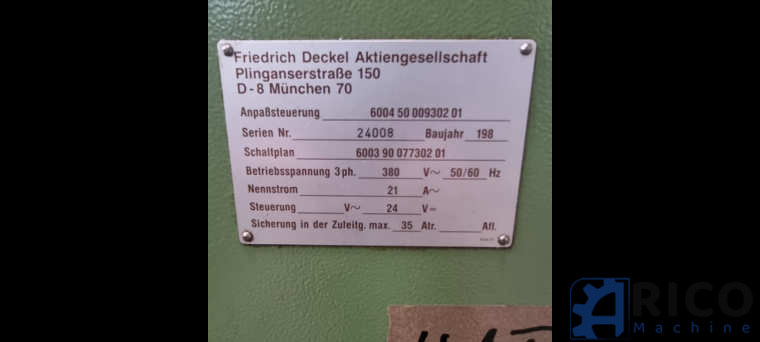 Friedrich Deckel Aktiengesellschaft
Plinganserstraße 150
D-8 München 70
Anpaßsteuerung 6004 50 009302 01
Serien Nr. 24008 Baujahr 198
Schaltplan 6003 90 077302 01
Betriebsspannung 3 ph. 380 V~ 50/60 Hz
Nennstrom 21 A~
Steuerung V~ 24 V=
Sicherung in der Zuleitg. max. 35 Atr. Afl.
ARICO
Machine